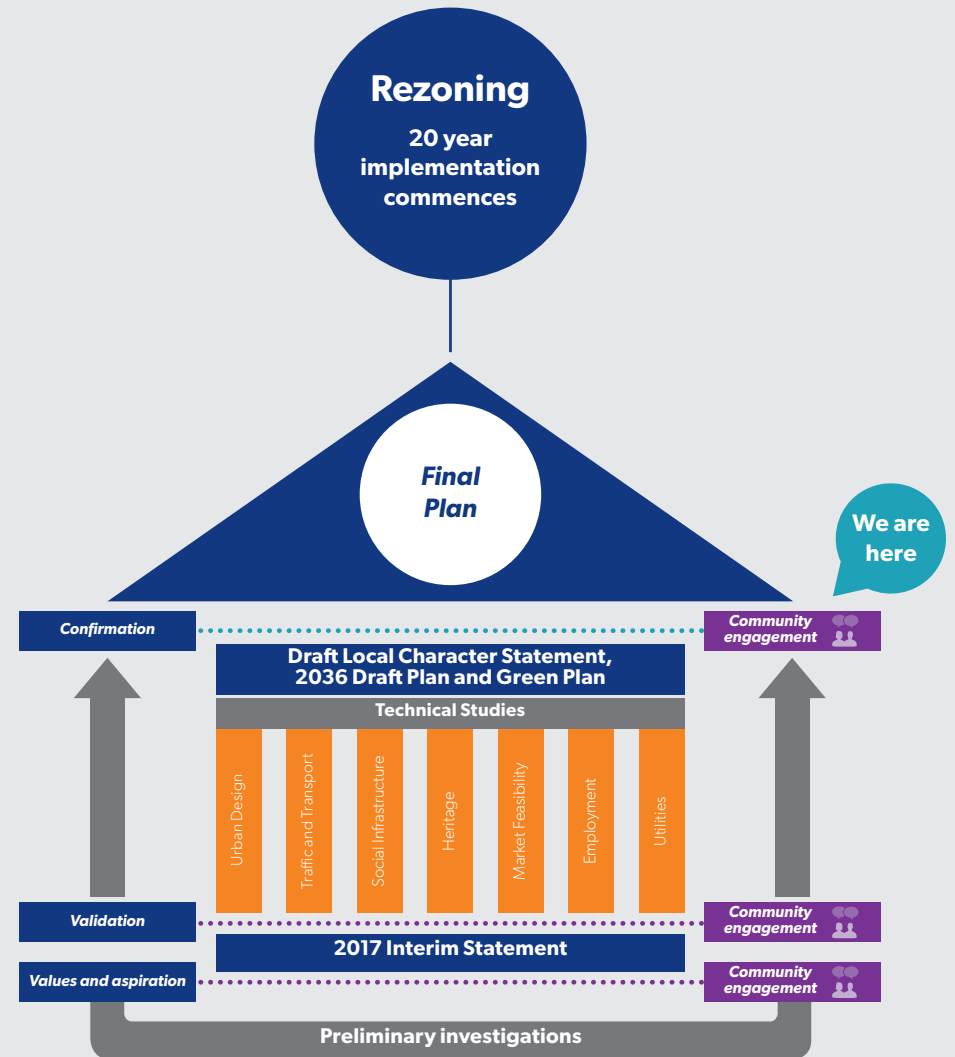 Rezoning
20 year
implementation
commences
Final
Plan
We are
here
Confirmation
Community
engagement
Draft Local Character Statement,
2036 Draft Plan and Green Plan
Technical Studies
Urban Design
Traffic and Transport
Social Infrastructure
Heritage
Market Feasibility
Employment
Utilities
Validation
Community
engagement
2017 Interim Statement
Values and aspiration
Community
engagement
Preliminary investigations